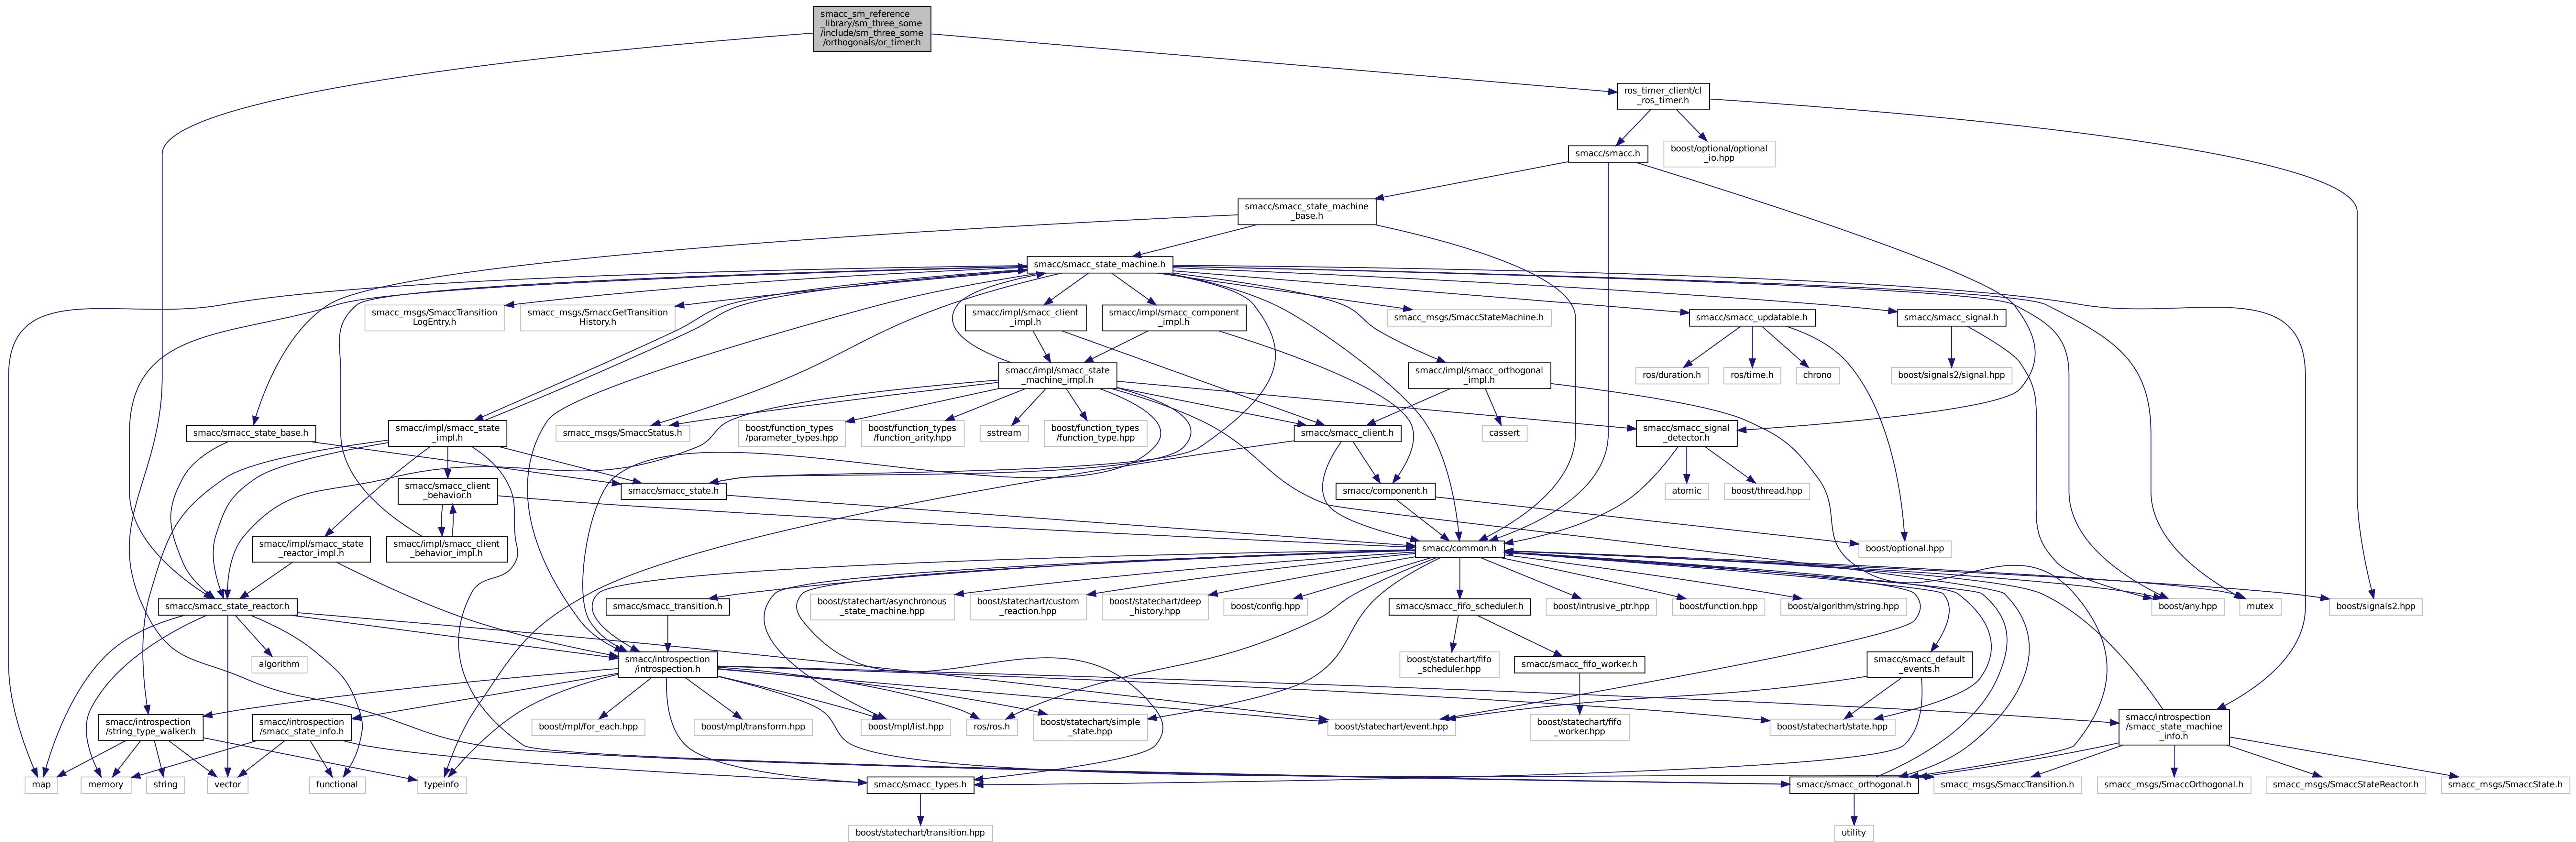 smacc_sm_reference
_library/sm_three_some
/include/sm_three_some
/orthogonals/or_timer.h
ros_timer_client/cl
_ros_timer.h
smacc/smacc.h
boost/optional/optional
_io.hpp
smacc/smacc_state_machine
_base.h
smacc/smacc_state_machine.h
smacc_msgs/SmaccTransition
LogEntry.h
smacc_msgs/SmaccGetTransition
History.h
smacc/impl/smacc_client
_impl.h
smacc/impl/smacc_component
_impl.h
smacc_msgs/SmaccStateMachine.h
smacc/smacc_updatable.h
smacc/smacc_signal.h
smacc/impl/smacc_state
_machine_impl.h
smacc/impl/smacc_orthogonal
_impl.h
ros/duration.h
ros/time.h
chrono
boost/signals2/signal.hpp
smacc/smacc_state_base.h
smacc/impl/smacc_state
_impl.h
smacc_msgs/SmaccStatus.h
boost/function_types
/parameter_types.hpp
boost/function_types
/function_arity.hpp
sstream
boost/function_types
/function_type.hpp
smacc/smacc_client.h
cassert
smacc/smacc_signal
_detector.h
smacc/smacc_client
_behavior.h
smacc/smacc_state.h
smacc/component.h
atomic
boost/thread.hpp
smacc/impl/smacc_state
_reactor_impl.h
smacc/impl/smacc_client
_behavior_impl.h
smacc/common.h
boost/optional.hpp
smacc/smacc_state_reactor.h
smacc/smacc_transition.h
boost/statechart/asynchronous
_state_machine.hpp
boost/statechart/custom
_reaction.hpp
boost/statechart/deep
_history.hpp
boost/config.hpp
smacc/smacc_fifo_scheduler.h
boost/intrusive_ptr.hpp
boost/function.hpp
boost/algorithm/string.hpp
boost/any.hpp
mutex
boost/signals2.hpp
algorithm
smacc/introspection
/introspection.h
boost/statechart/fifo
_scheduler.hpp
smacc/smacc_fifo_worker.h
smacc/smacc_default
_events.h
smacc/introspection
/string_type_walker.h
smacc/introspection
/smacc_state_info.h
boost/mpl/for_each.hpp
boost/mpl/transform.hpp
boost/mpl/list.hpp
ros/ros.h
boost/statechart/simple
_state.hpp
boost/statechart/event.hpp
boost/statechart/fifo
_worker.hpp
boost/statechart/state.hpp
smacc/introspection
/smacc_state_machine
_info.h
map
memory
string
vector
functional
typeinfo
smacc/smacc_types.h
smacc/smacc_orthogonal.h
smacc_msgs/SmaccTransition.h
smacc_msgs/SmaccOrthogonal.h
smacc_msgs/SmaccStateReactor.h
smacc_msgs/SmaccState.h
boost/statechart/transition.hpp
utility